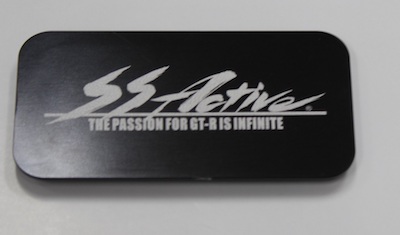 SS Active®
THE PASSION FOR GT-R IS INFINITE